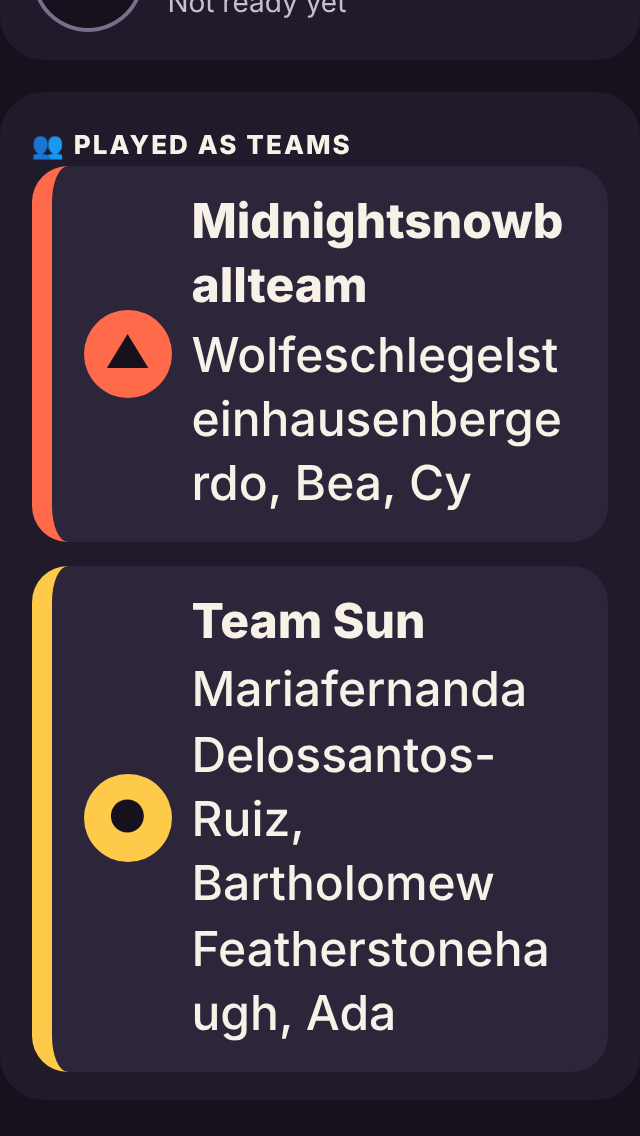 Not ready yet
👥 PLAYED AS TEAMS
Midnightsnowb
allteam
Wolfeschlegelst
einhausenberge
rdo, Bea, Cy
Team Sun
Mariafernanda
Delossantos-
Ruiz,
Bartholomew
Featherstoneha
ugh, Ada